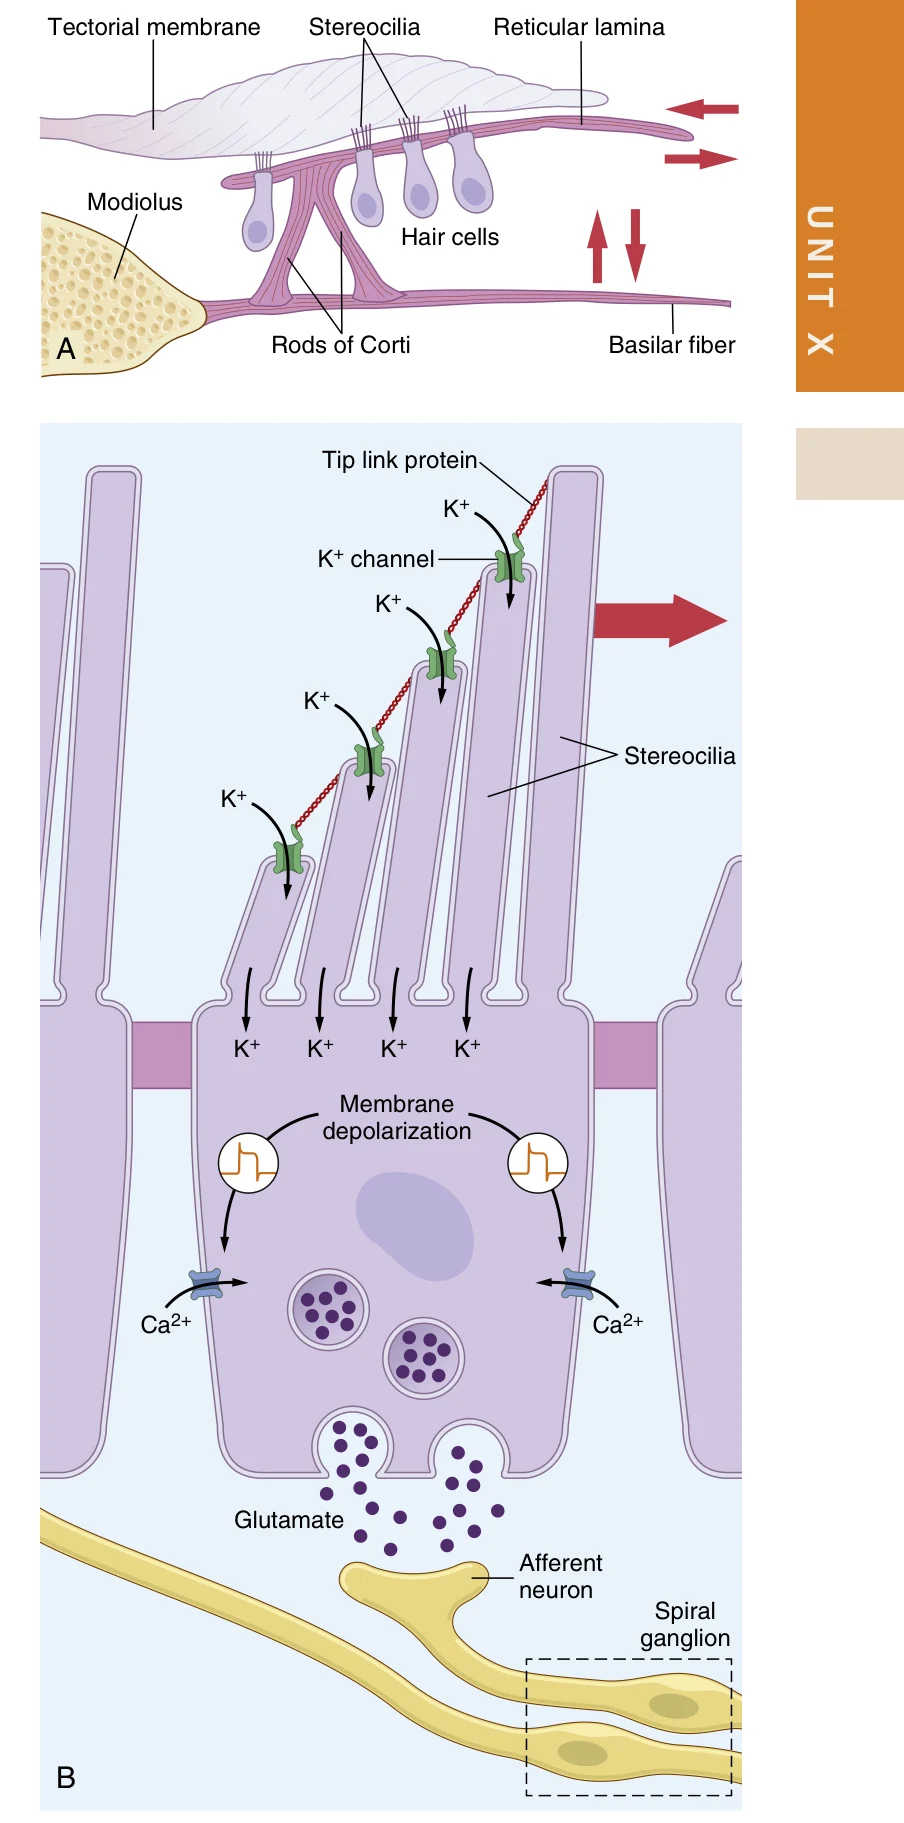 Tectorial membrane
Stereocilia
Reticular lamina
Modiolus
Hair cells
Rods of Corti
Basilar fiber
A
UNIT X
Tip link protein
K+
K+ channel
K+
K+
K+
Stereocilia
K+
K+
K+
K+
Membrane
depolarization
Ca2+
Ca2+
Glutamate
Afferent
neuron
Spiral
ganglion
B